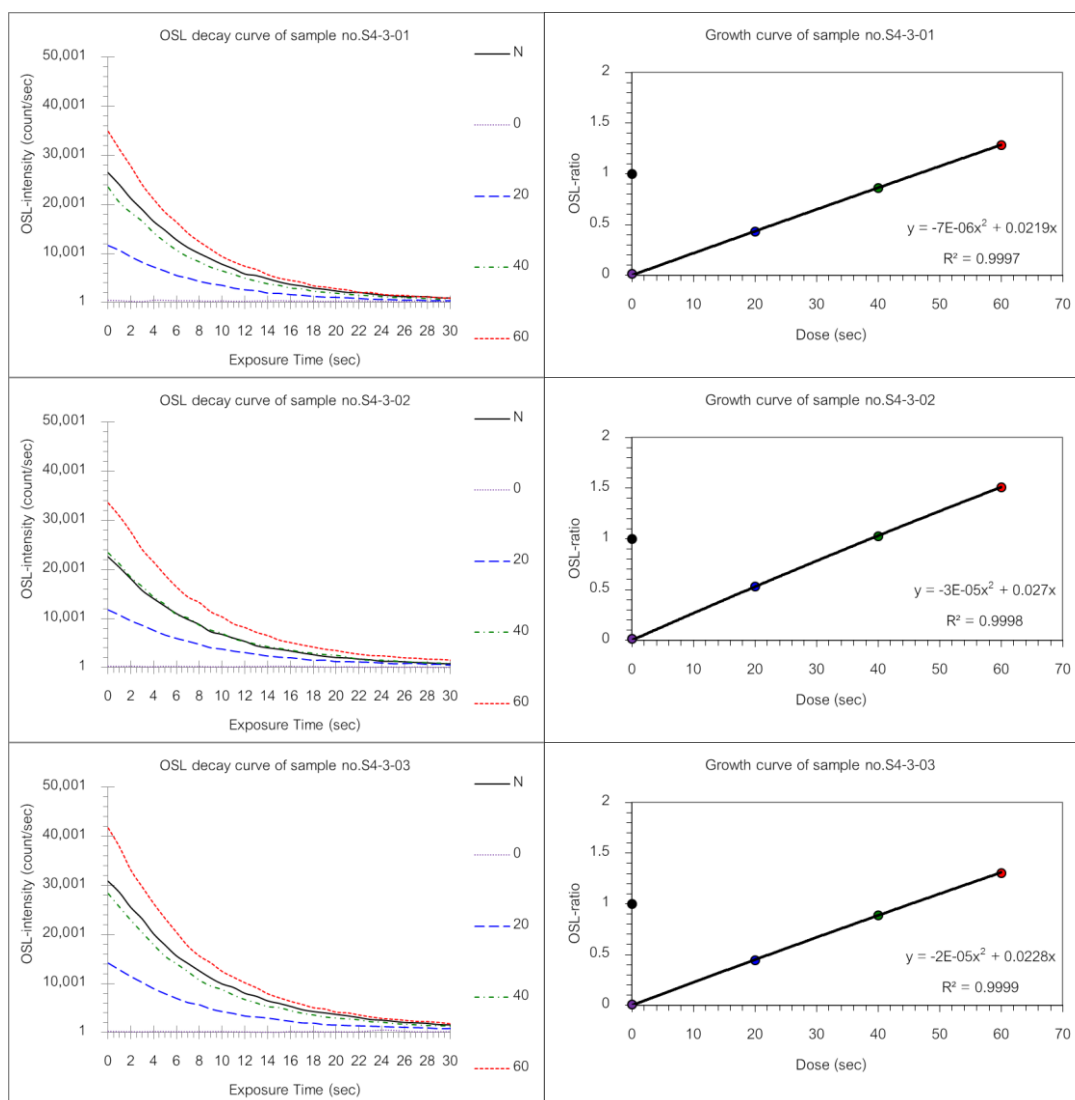 OSL decay curve of sample no.S4-3-01
OSL-intensity (count/sec)
50,001
40,001
30,001
20,001
10,001
1
0 2 4 6 8 10 12 14 16 18 20 22 24 26 28 30
Exposure Time (sec)
N
0
20
40
60
Growth curve of sample no.S4-3-01
OSL-ratio
2
1.5
1
0.5
0
0 10 20 30 40 50 60 70
Dose (sec)
y = -7E-06x² + 0.0219x
R² = 0.9997
OSL decay curve of sample no.S4-3-02
OSL-intensity (count/sec)
50,001
40,001
30,001
20,001
10,001
1
0 2 4 6 8 10 12 14 16 18 20 22 24 26 28 30
Exposure Time (sec)
N
0
20
40
60
Growth curve of sample no.S4-3-02
OSL-ratio
2
1.5
1
0.5
0
0 10 20 30 40 50 60 70
Dose (sec)
y = -3E-05x² + 0.027x
R² = 0.9998
OSL decay curve of sample no.S4-3-03
OSL-intensity (count/sec)
50,001
40,001
30,001
20,001
10,001
1
0 2 4 6 8 10 12 14 16 18 20 22 24 26 28 30
Exposure Time (sec)
N
0
20
40
60
Growth curve of sample no.S4-3-03
OSL-ratio
2
1.5
1
0.5
0
0 10 20 30 40 50 60 70
Dose (sec)
y = -2E-05x² + 0.0228x
R² = 0.9999